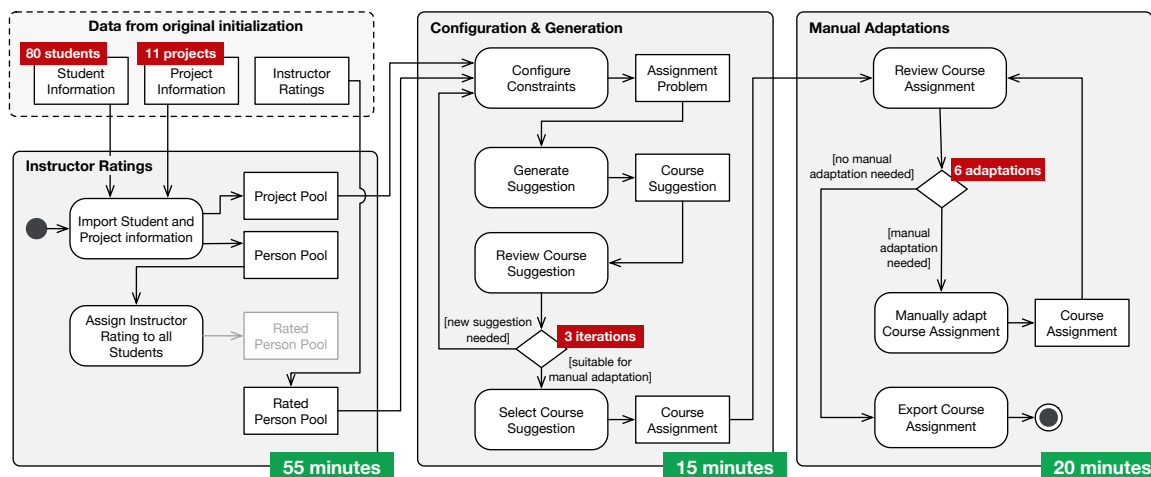 Data from original initialization
80 students
Student
Information
11 projects
Project
Information
Instructor
Ratings
Instructor Ratings
Import Student and
Project information
Project Pool
Person Pool
Assign Instructor
Rating to all
Students
Rated
Person Pool
Rated
Person Pool
55 minutes
Configuration & Generation
Configure
Constraints
Assignment
Problem
Generate
Suggestion
Course
Suggestion
Review Course
Suggestion
[new suggestion
needed]
3 iterations
[suitable for
manual adaptation]
Select Course
Suggestion
Course
Assignment
15 minutes
Manual Adaptations
Review Course
Assignment
[no manual
adaptation needed]
6 adaptations
[manual
adaptation
needed]
Manually adapt
Course Assignment
Course
Assignment
Export Course
Assignment
20 minutes